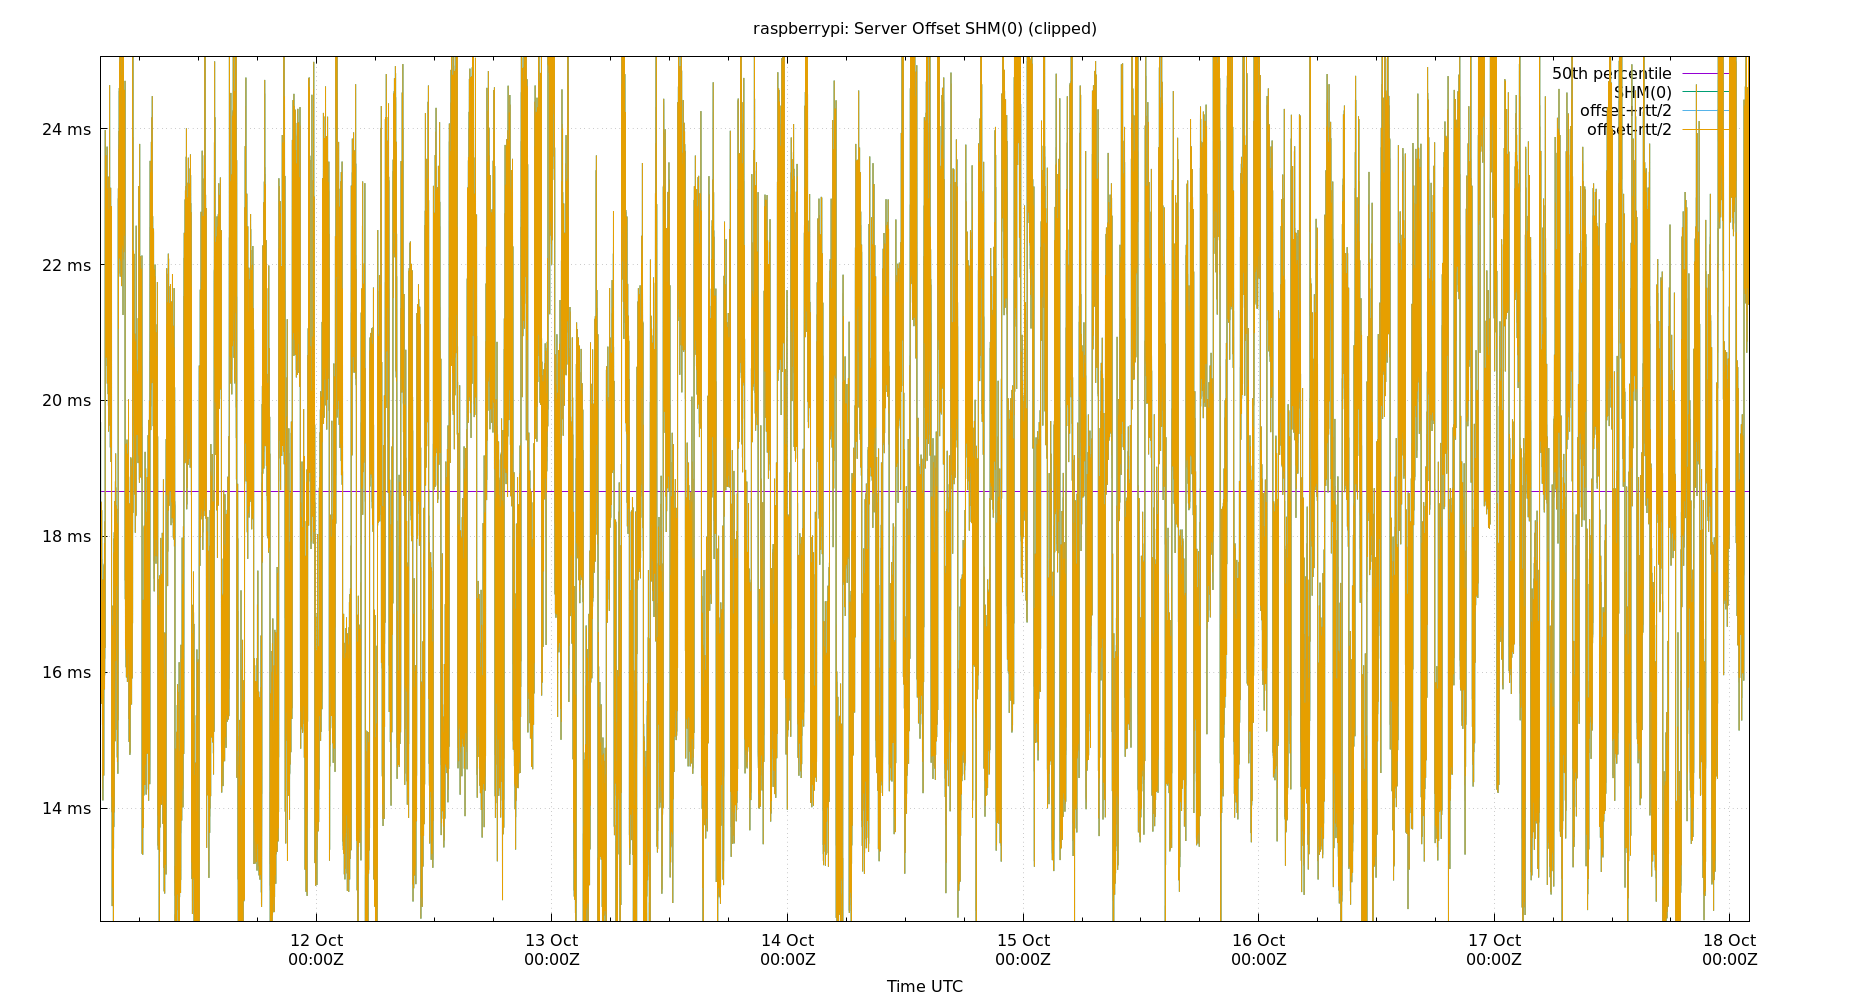 raspberrypi: Server Offset SHM(0) (clipped)
50th percentile
SHM(0)
offset+rtt/2
offset-rtt/2
24 ms
22 ms
20 ms
18 ms
16 ms
14 ms
12 Oct
00:00Z
13 Oct
00:00Z
14 Oct
00:00Z
15 Oct
00:00Z
16 Oct
00:00Z
17 Oct
00:00Z
18 Oct
00:00Z
Time UTC